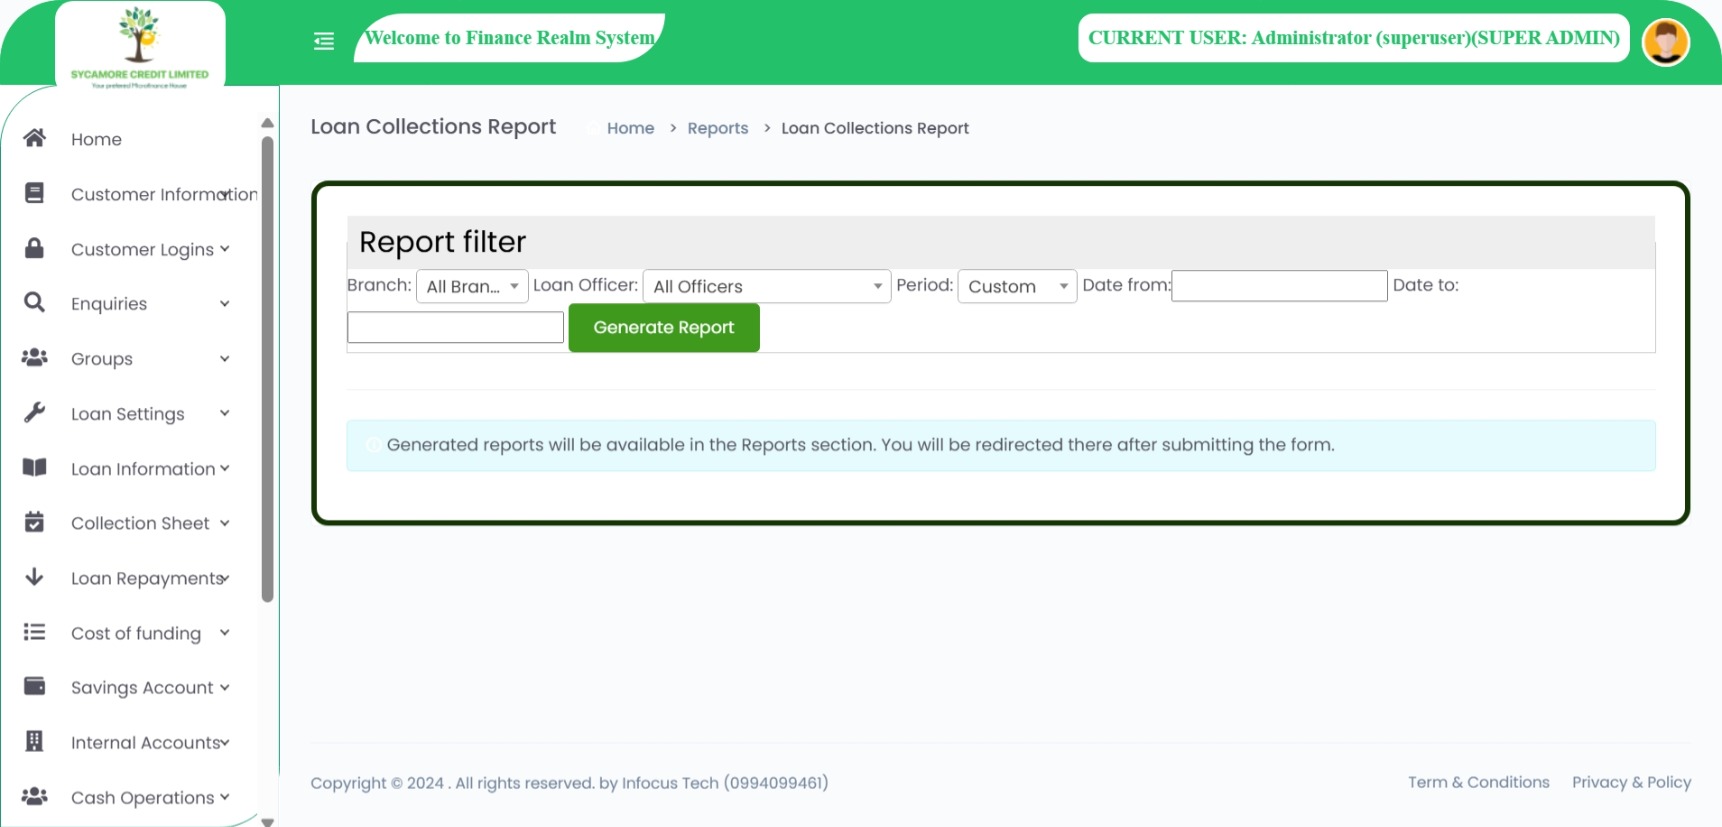 SYCAMORE CREDIT LIMITED
Your preferred Microfinance House
Welcome to Finance Realm System
CURRENT USER: Administrator (superuser)(SUPER ADMIN)
Home
Customer Information
Customer Logins
Enquiries
Groups
Loan Settings
Loan Information
Collection Sheet
Loan Repayments
Cost of funding
Savings Account
Internal Accounts
Cash Operations
Loan Collections Report
Home > Reports > Loan Collections Report
Report filter
Branch: All Bran... Loan Officer: All Officers Period: Custom Date from: Date to:
Generate Report
Generated reports will be available in the Reports section. You will be redirected there after submitting the form.
Copyright © 2024 . All rights reserved. by Infocus Tech (0994099461)
Term & Conditions Privacy & Policy